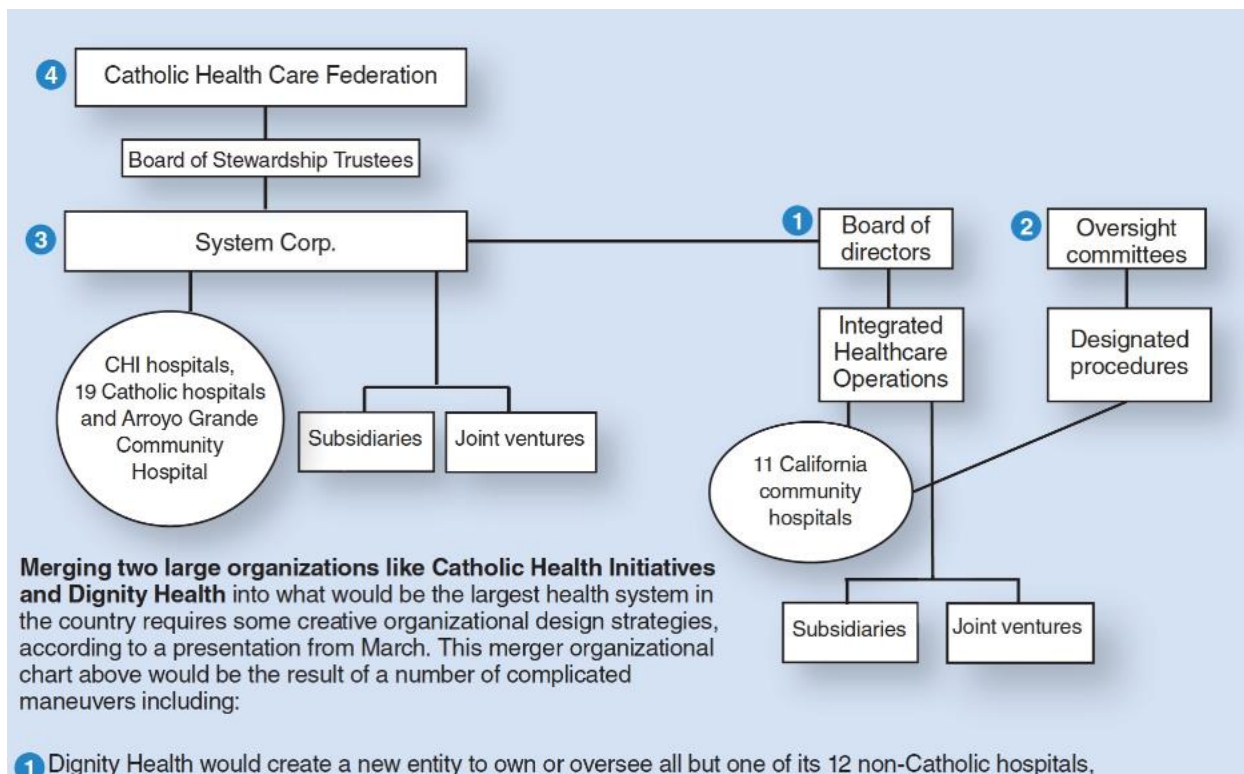 4
Catholic Health Care Federation
Board of Stewardship Trustees
3
System Corp.
1
Board of
directors
2
Oversight
committees
CHI hospitals,
19 Catholic hospitals
and Arroyo Grande
Community
Hospital
Subsidiaries
Joint ventures
Integrated
Healthcare
Operations
Designated
procedures
11 California
community
hospitals
Subsidiaries
Joint ventures
Merging two large organizations like Catholic Health Initiatives
and Dignity Health into what would be the largest health system in
the country requires some creative organizational design strategies,
according to a presentation from March. This merger organizational
chart above would be the result of a number of complicated
maneuvers including:
1 Dignity Health would create a new entity to own or oversee all but one of its 12 non-Catholic hospitals,